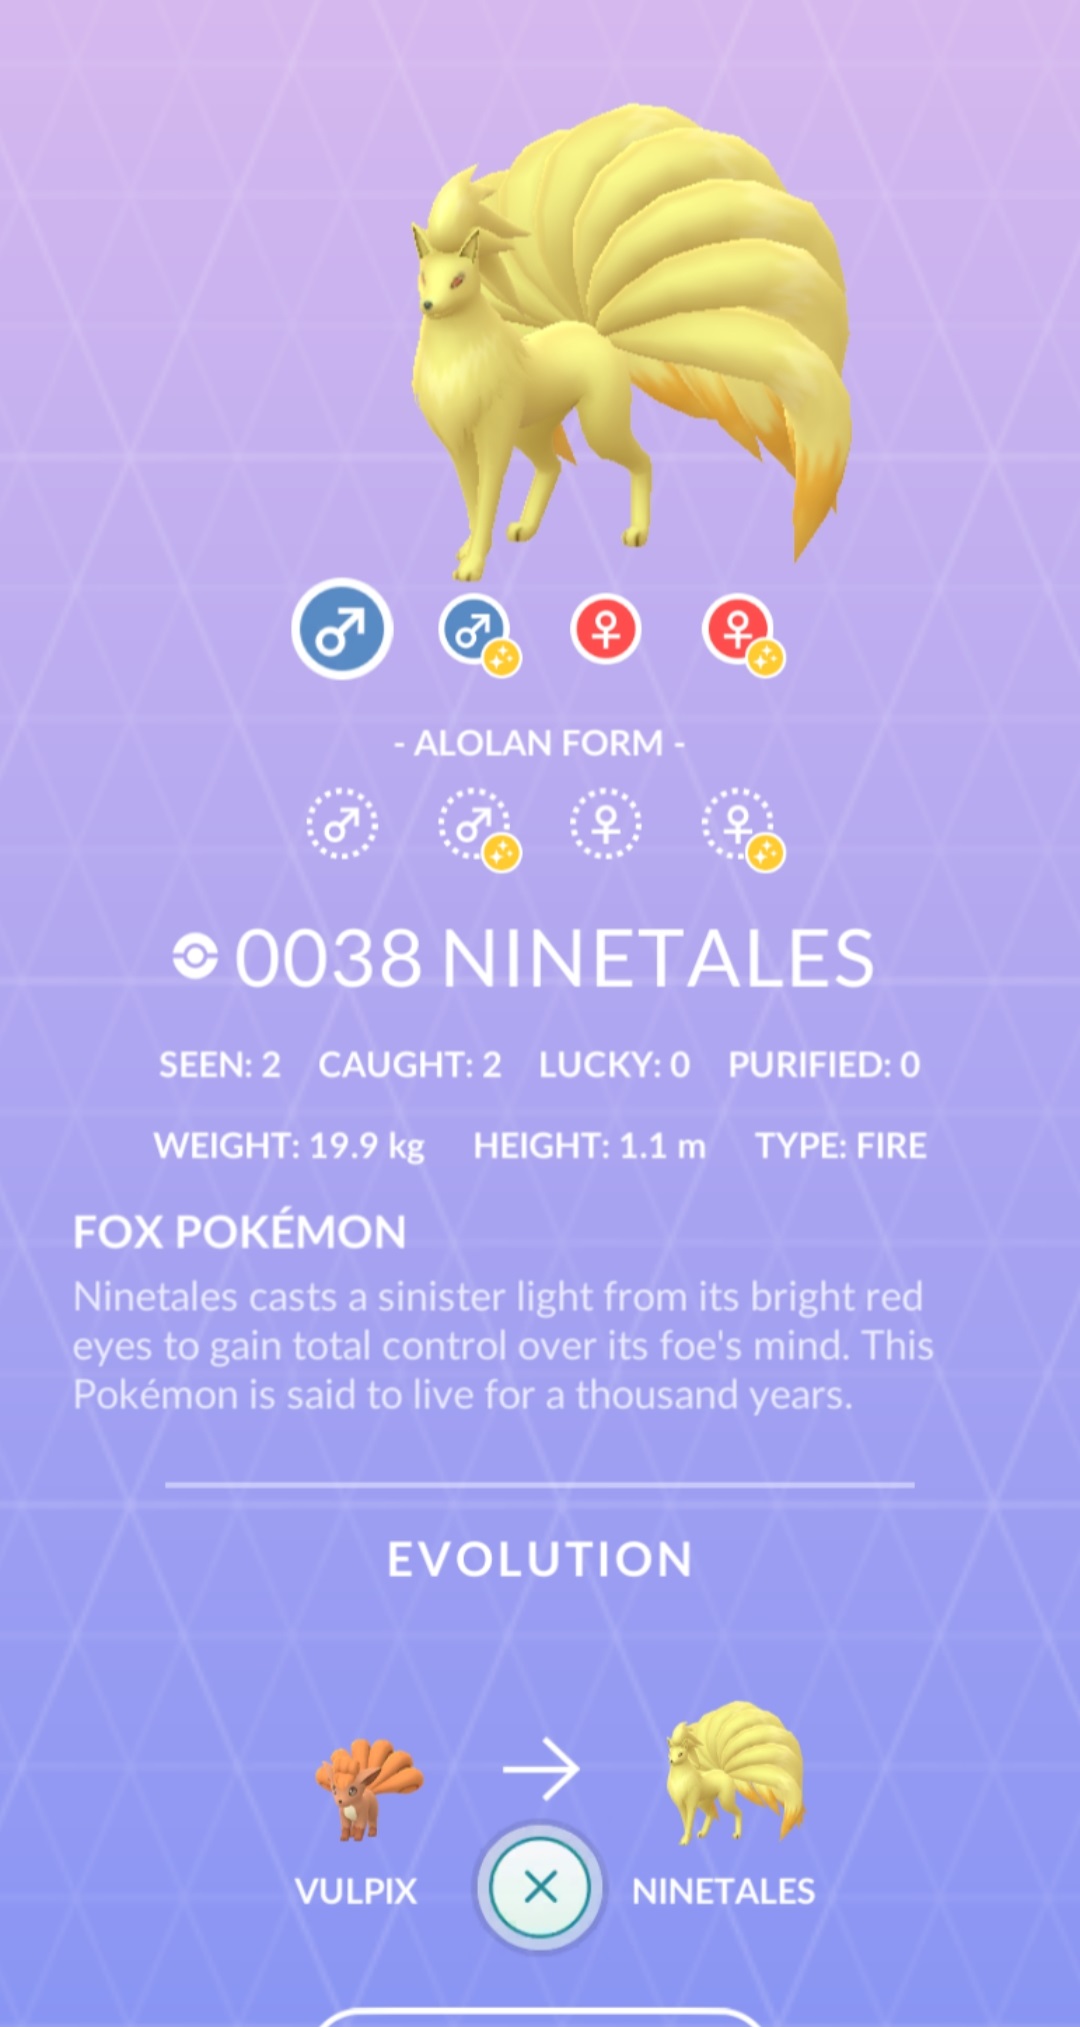 - ALOLAN FORM -
0038 NINETALES
SEEN: 2 CAUGHT: 2 LUCKY: 0 PURIFIED: 0
WEIGHT: 19.9 kg HEIGHT: 1.1 m TYPE: FIRE
FOX POKÉMON
Ninetales casts a sinister light from its bright red
eyes to gain total control over its foe's mind. This
Pokémon is said to live for a thousand years.
EVOLUTION
VULPIX NINETALES